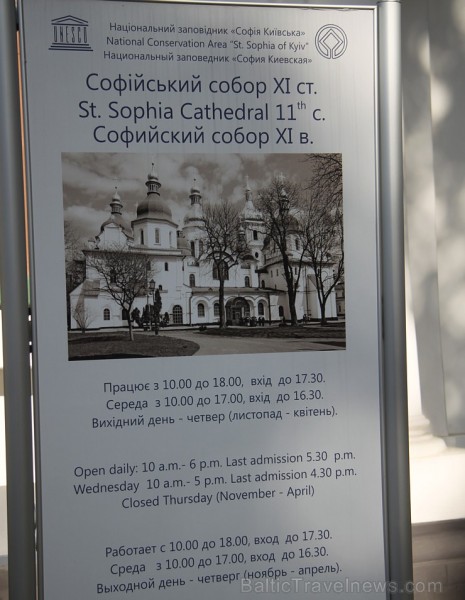 UNESCO
Національний заповідник «Софія Київська»
National Conservation Area "St. Sophia of Kyiv"
Национальный заповедник «София Киевская»
Софійський собор XI ст.
St. Sophia Cathedral 11th c.
Софийский собор XI в.
Працює з 10.00 до 18.00, вхід до 17.30.
Середа з 10.00 до 17.00, вхід до 16.30.
Вихідний день - четвер (листопад - квітень).
Open daily: 10 a.m.- 6 p.m. Last admission 5.30 p.m.
Wednesday 10 a.m.- 5 p.m. Last admission 4.30 p.m.
Closed Thursday (November - April)
Работает с 10.00 до 18.00, вход до 17.30.
Среда с 10.00 до 17.00, вход до 16.30.
Выходной день - четверг (ноябрь - апрель).
BalticTravelnews.com